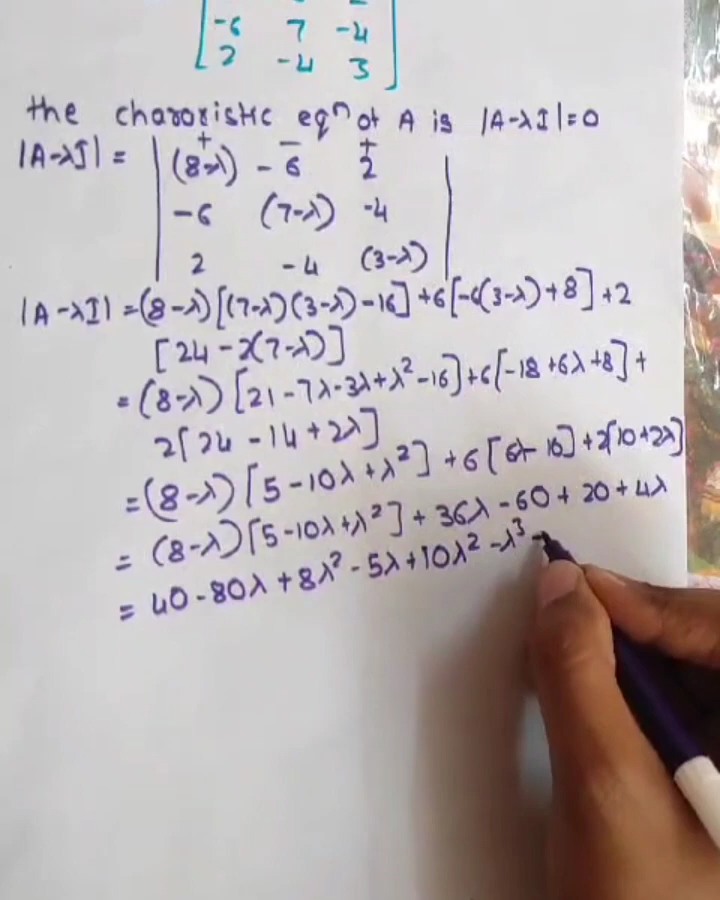 -6 7 -4
2 -4 3
the charoristic eqⁿ of A is |A-λI|=0
+ - +
|A-λI| = |(8-λ) -6 2
-6 (7-λ) -4
2 -4 (3-λ)|
|A-λI| =(8-λ)[(7-λ)(3-λ)-16]+6[-6(3-λ)+8]+2
[24-2(7-λ)]
=(8-λ)[21-7λ-3λ+λ²-16]+6[-18+6λ+8]+
2[24-14+2λ]
=(8-λ)[5-10λ+λ²]+6[6λ-10]+2[10+2λ]
=(8-λ)[5-10λ+λ²]+36λ-60+20+4λ
=40-80λ+8λ²-5λ+10λ²-λ³-